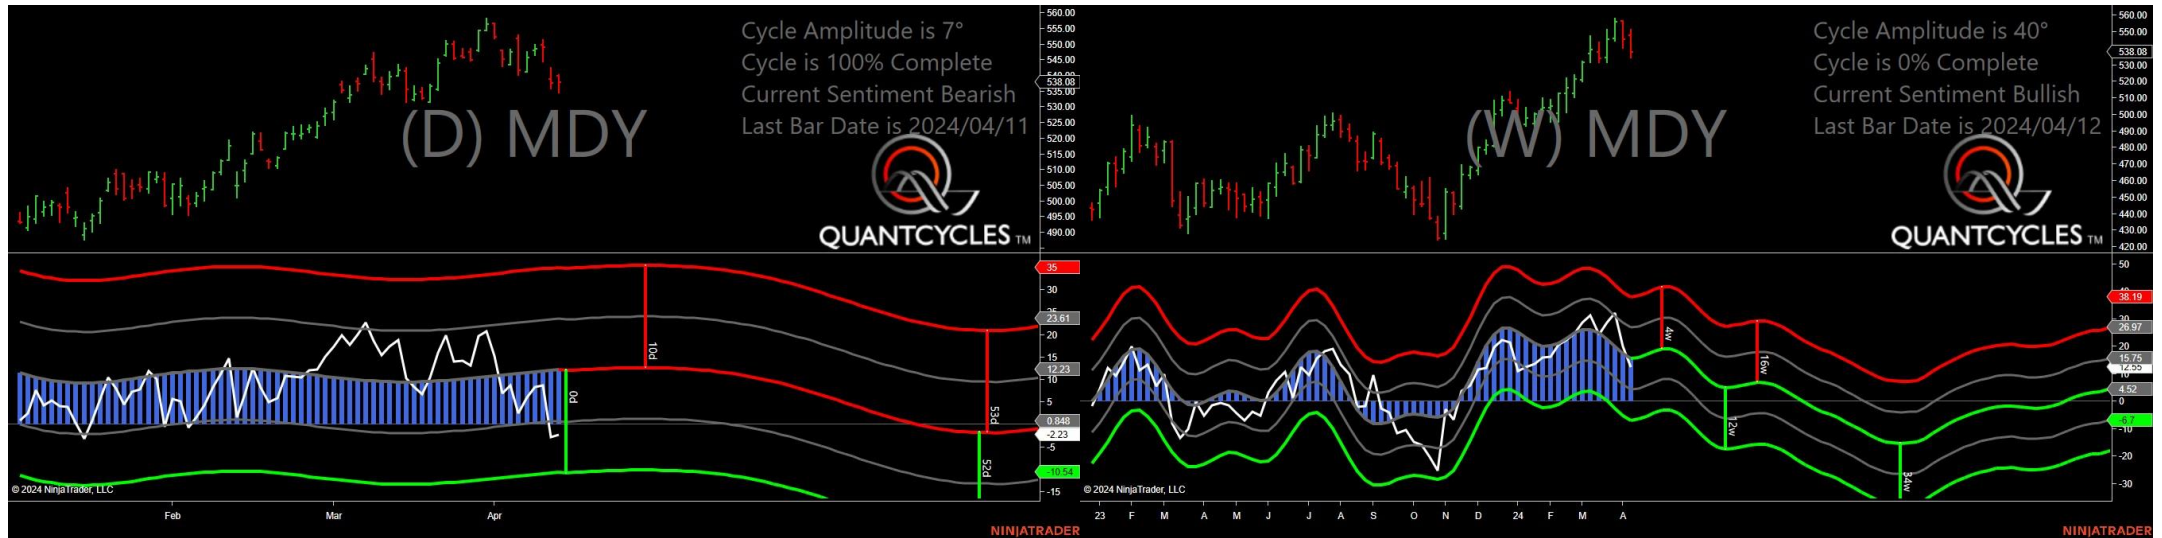 Cycle Amplitude is 7°
Cycle is 100% Complete
Current Sentiment Bearish
Last Bar Date is 2024/04/11
(D) MDY
QUANTCYCLES TM
560.00
555.00
550.00
545.00
538.08
535.00
530.00
525.00
520.00
515.00
510.00
505.00
500.00
495.00
490.00
35
30
23.61
20
15
12.23
10
5
0.848
-2.23
-5
-10.54
-15
0d
10d
53d
52d
© 2024 NinjaTrader, LLC
Feb Mar Apr
NINJATRADER
Cycle Amplitude is 40°
Cycle is 0% Complete
Current Sentiment Bullish
Last Bar Date is 2024/04/12
(W) MDY
QUANTCYCLES TM
560.00
550.00
538.08
530.00
520.00
510.00
500.00
490.00
480.00
470.00
460.00
450.00
440.00
430.00
420.00
50
38.19
26.97
20
15.75
12.55
4.52
0
-6.7
-10
-20
-30
4w
16w
12w
34w
© 2024 NinjaTrader, LLC
23 F M A M J J A S O N D 24 F M A
NINJATRADER